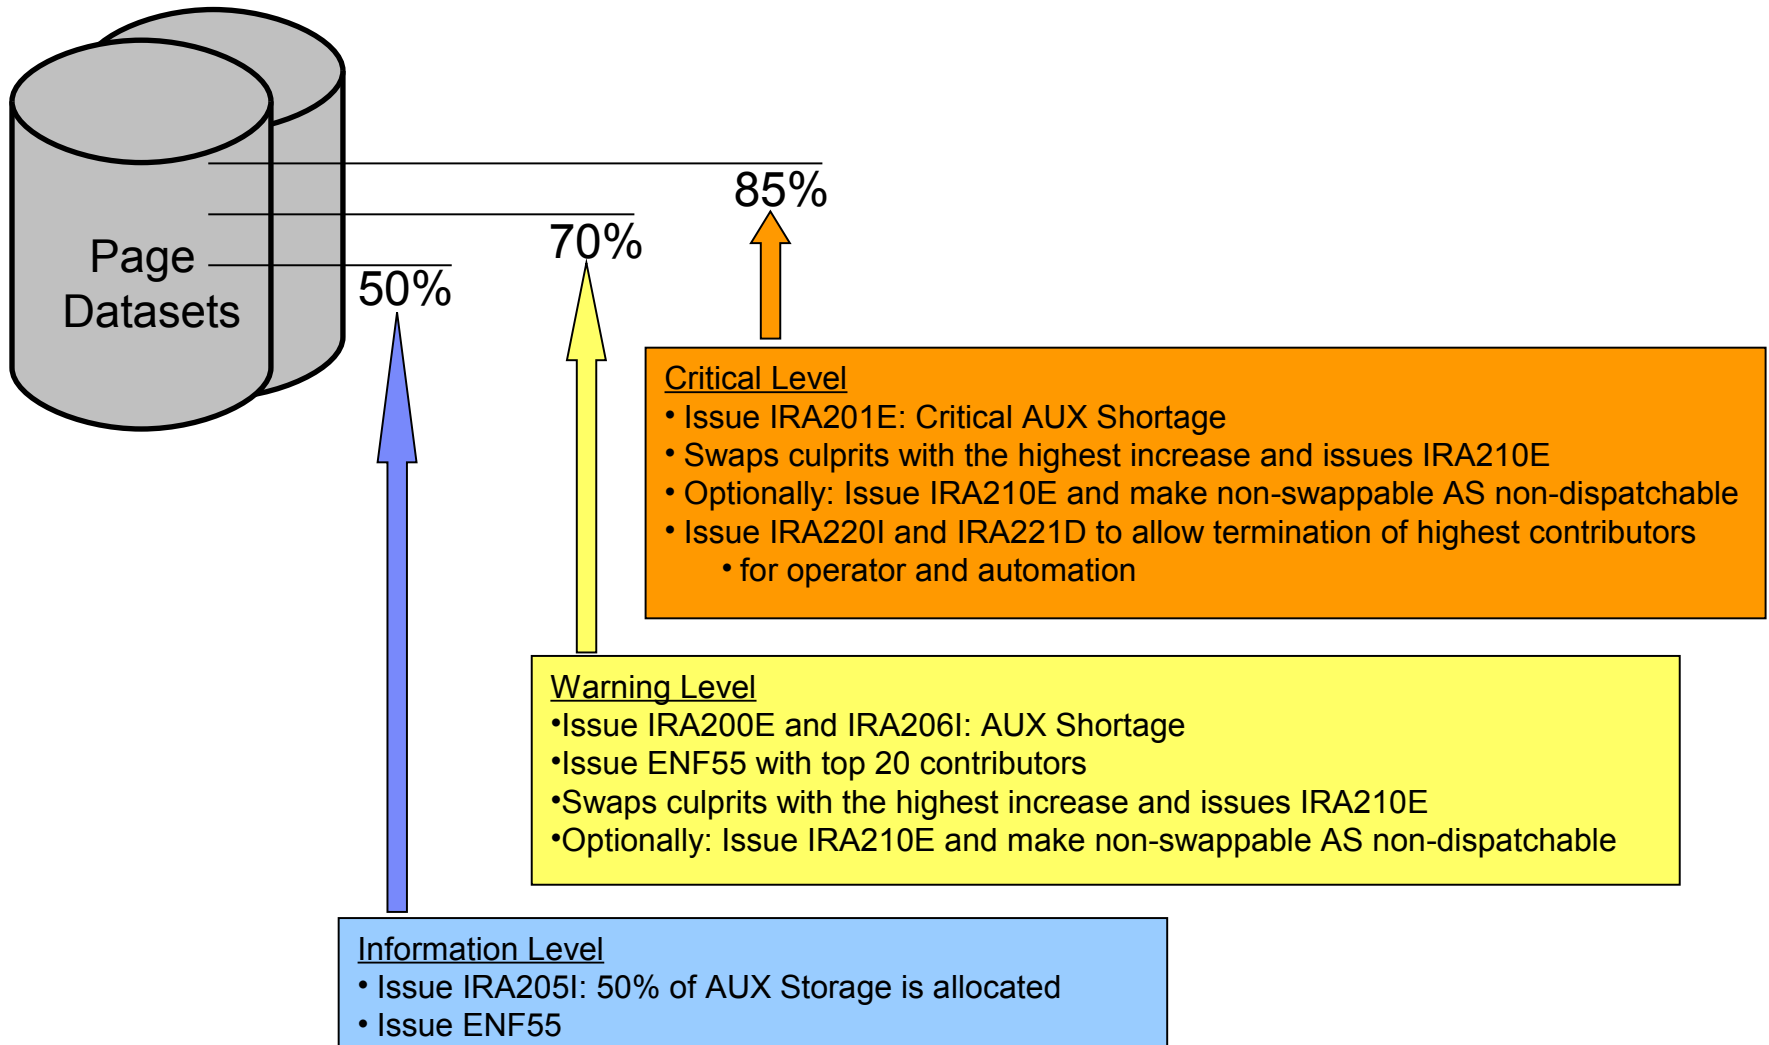 Page
Datasets
85%
70%
50%
Critical Level
• Issue IRA201E: Critical AUX Shortage
• Swaps culprits with the highest increase and issues IRA210E
• Optionally: Issue IRA210E and make non-swappable AS non-dispatchable
• Issue IRA220I and IRA221D to allow termination of highest contributors
• for operator and automation
Warning Level
•Issue IRA200E and IRA206I: AUX Shortage
•Issue ENF55 with top 20 contributors
•Swaps culprits with the highest increase and issues IRA210E
•Optionally: Issue IRA210E and make non-swappable AS non-dispatchable
Information Level
• Issue IRA205I: 50% of AUX Storage is allocated
• Issue ENF55